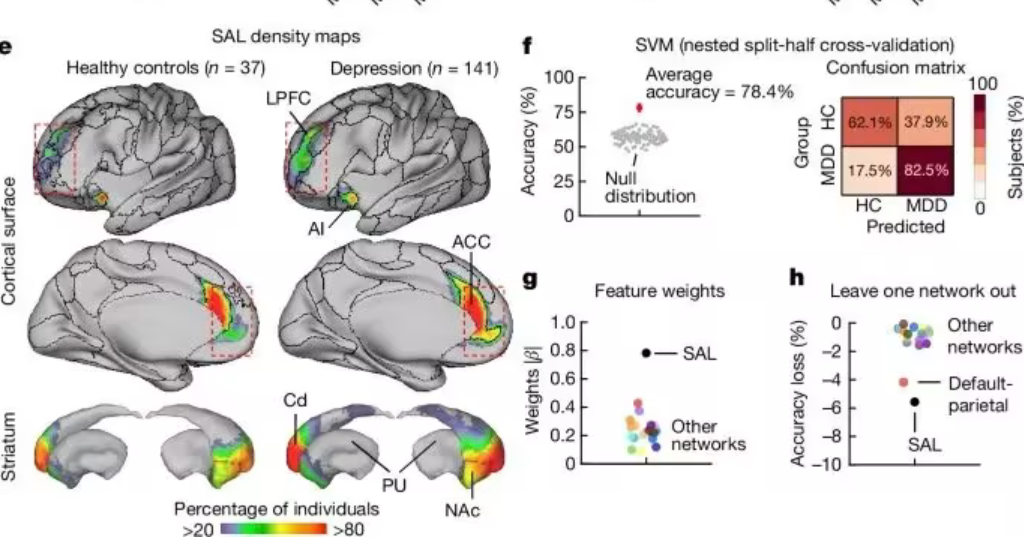 e
SAL density maps
Healthy controls (n = 37)
Depression (n = 141)
LPFC
AI
ACC
Cortical surface
Striatum
Cd
PU
NAc
Percentage of individuals
>20
>80
f
SVM (nested split-half cross-validation)
Accuracy (%)
100
75
50
25
0
Average
accuracy = 78.4%
Null
distribution
Confusion matrix
Group
HC
MDD
62.1%
37.9%
17.5%
82.5%
HC
MDD
Predicted
100
0
Subjects (%)
g
Feature weights
Weights |β|
1.0
0.8
0.6
0.4
0.2
0
SAL
Other
networks
h
Leave one network out
Accuracy loss (%)
0
−2
−4
−6
−8
−10
Other
networks
Default-
parietal
SAL